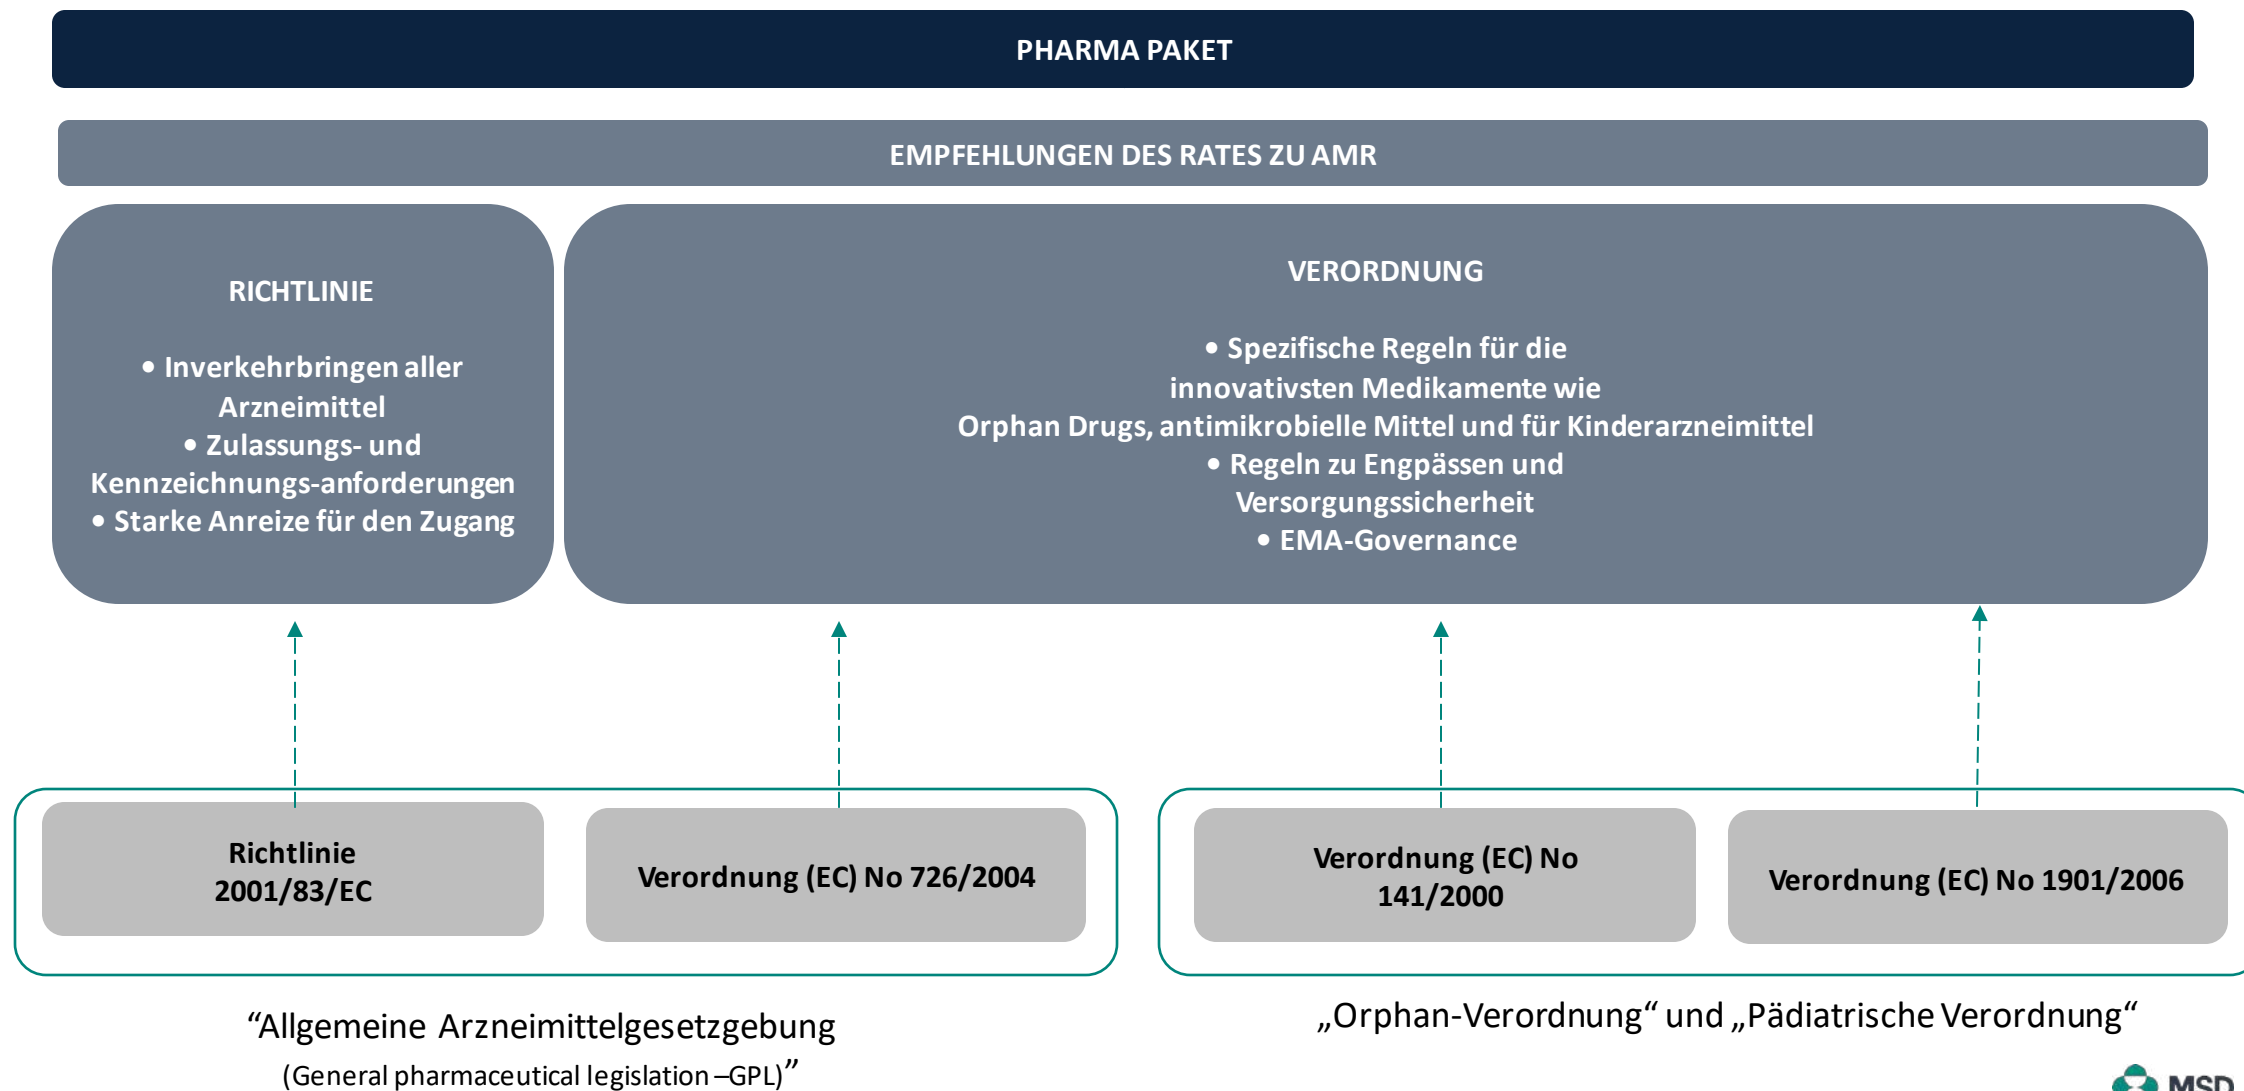 PHARMA PAKET
EMPFEHLUNGEN DES RATES ZU AMR
RICHTLINIE
• Inverkehrbringen aller
Arzneimittel
• Zulassungs- und
Kennzeichnungs-anforderungen
• Starke Anreize für den Zugang
VERORDNUNG
• Spezifische Regeln für die
innovativsten Medikamente wie
Orphan Drugs, antimikrobielle Mittel und für Kinderarzneimittel
• Regeln zu Engpässen und
Versorgungssicherheit
• EMA-Governance
Richtlinie
2001/83/EC
Verordnung (EC) No 726/2004
Verordnung (EC) No
141/2000
Verordnung (EC) No 1901/2006
“Allgemeine Arzneimittelgesetzgebung
(General pharmaceutical legislation –GPL)”
„Orphan-Verordnung“ und „Pädiatrische Verordnung“
MSD